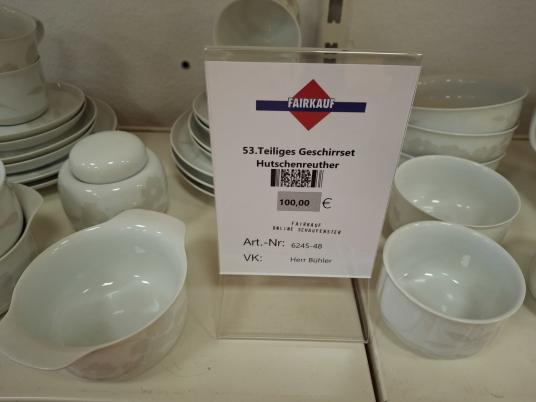 FAIRKAUF
53.Teiliges Geschirrset
Hutschenreuther
100,00 €
FAIRKAUF
ONLINE SCHAUFENSTER
Art.-Nr: 6245-48
VK: Herr Bühler